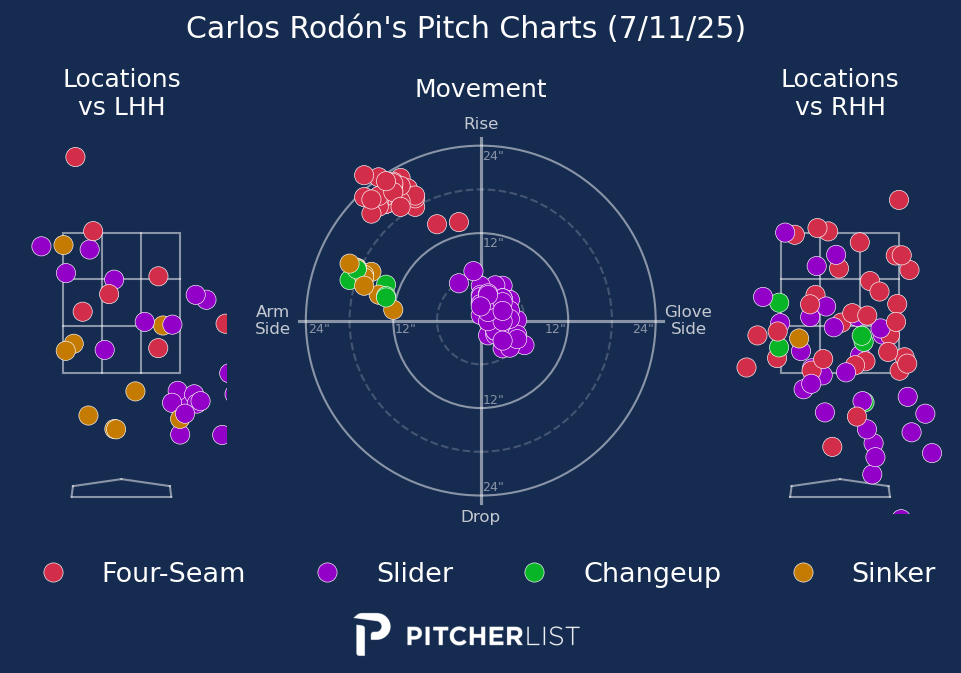 Carlos Rodón's Pitch Charts (7/11/25)
Locations
vs LHH
Movement
Locations
vs RHH
Rise
24"
12"
Arm
Side
24"
12"
12"
24"
Glove
Side
12"
24"
Drop
Four-Seam
Slider
Changeup
Sinker
PITCHERLIST